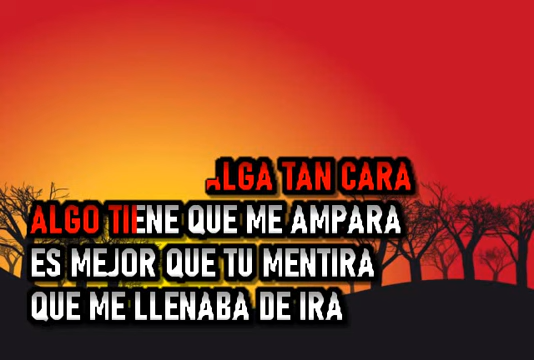 ALGA TAN CARA
ALGO TIENE QUE ME AMPARA
ES MEJOR QUE TU MENTIRA
QUE ME LLENABA DE IRA